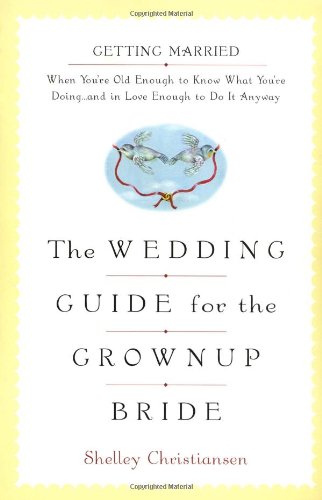 GETTING MARRIED
When You're Old Enough to Know What You're
Doing...and in Love Enough to Do It Anyway
The WEDDING
GUIDE for the
GROWNUP
BRIDE
Shelley Christiansen